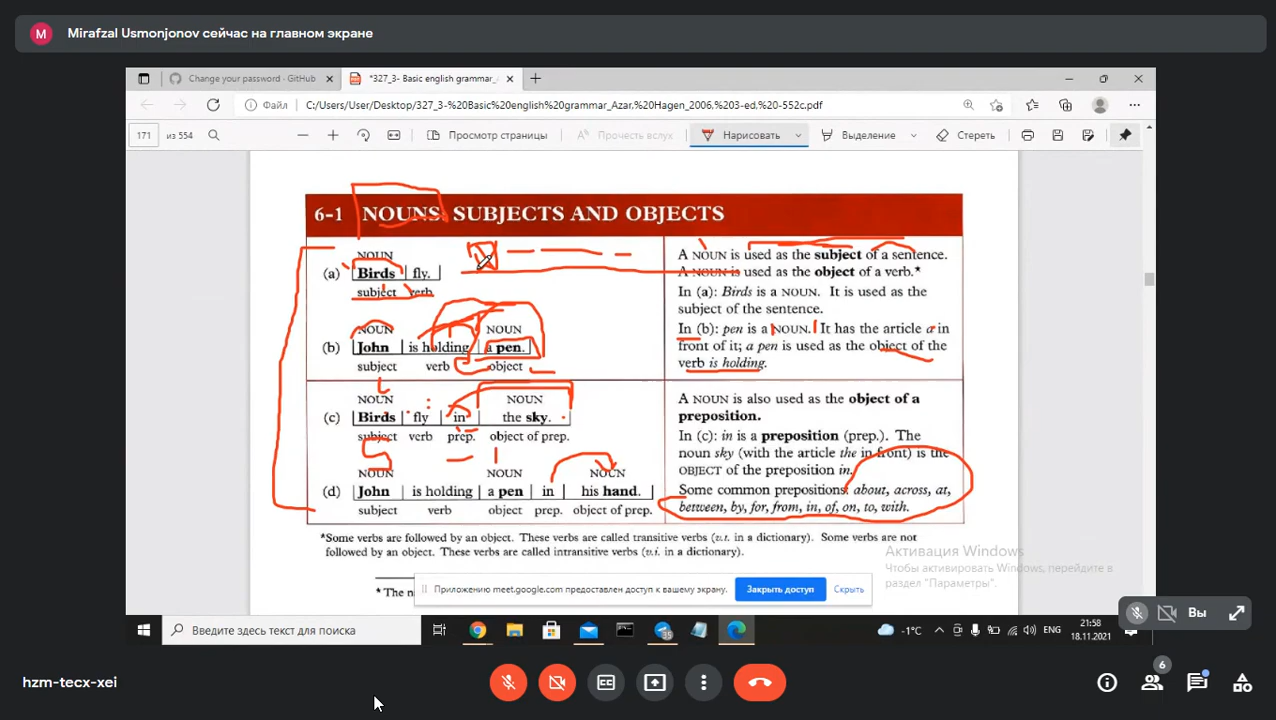 M Mirafzal Usmonjonov сейчас на главном экране
Change your password · GitHub
*327_3- Basic english grammar_
Файл
C:/Users/User/Desktop/327_3-%20Basic%20english%20grammar_Azar,%20Hagen_2006.%203-ed,%20-552c.pdf
171 из 554
Просмотр страницы
Прочесть вслух
Нарисовать
Выделение
Стереть
6-1 NOUNS: SUBJECTS AND OBJECTS
NOUN
(a) Birds fly.
subject verb
NOUN NOUN
(b) John is holding a pen.
subject verb object
A NOUN is used as the subject of a sentence.
A NOUN is used as the object of a verb.*
In (a): Birds is a NOUN. It is used as the
subject of the sentence.
In (b): pen is a NOUN. It has the article a in
front of it; a pen is used as the object of the
verb is holding.
NOUN NOUN
(c) Birds fly in the sky.
subject verb prep. object of prep.
NOUN NOUN NOUN
(d) John is holding a pen in his hand.
subject verb object prep. object of prep.
A NOUN is also used as the object of a
preposition.
In (c): in is a preposition (prep.). The
noun sky (with the article the in front) is the
OBJECT of the preposition in.
Some common prepositions: about, across, at,
between, by, for, from, in, of, on, to, with.
*Some verbs are followed by an object. These verbs are called transitive verbs (v.t. in a dictionary). Some verbs are not
followed by an object. These verbs are called intransitive verbs (v.i. in a dictionary).
Активация Windows
Чтобы активировать Windows, перейдите в
раздел "Параметры".
* The n
Приложению meet.google.com предоставлен доступ к вашему экрану.
Закрыть доступ
Скрыть
Вы
Введите здесь текст для поиска
35
-1°C
ENG
21:58
18.11.2021
hzm-tecx-xei
6